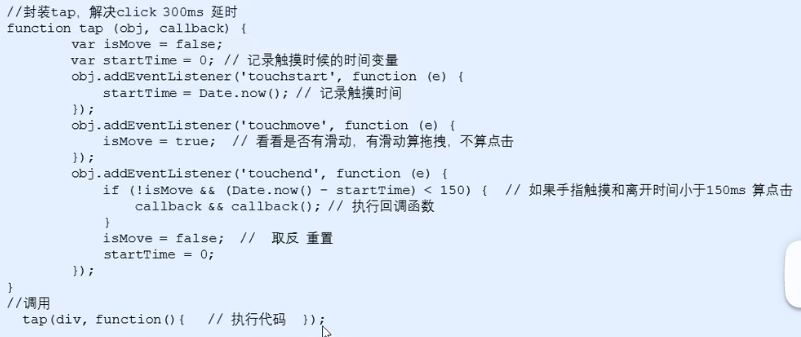 //封装tap，解决click 300ms 延时
function tap (obj, callback) {
        var isMove = false;
        var startTime = 0; // 记录触摸时候的时间变量
        obj.addEventListener('touchstart', function (e) {
            startTime = Date.now(); // 记录触摸时间
        });
        obj.addEventListener('touchmove', function (e) {
            isMove = true;  // 看看是否有滑动，有滑动算拖拽，不算点击
        });
        obj.addEventListener('touchend', function (e) {
            if (!isMove && (Date.now() - startTime) < 150) {  // 如果手指触摸和离开时间小于150ms 算点击
                callback && callback(); // 执行回调函数
            }
            isMove = false;  //  取反 重置
            startTime = 0;
        });
}
//调用
  tap(div, function(){   // 执行代码  });